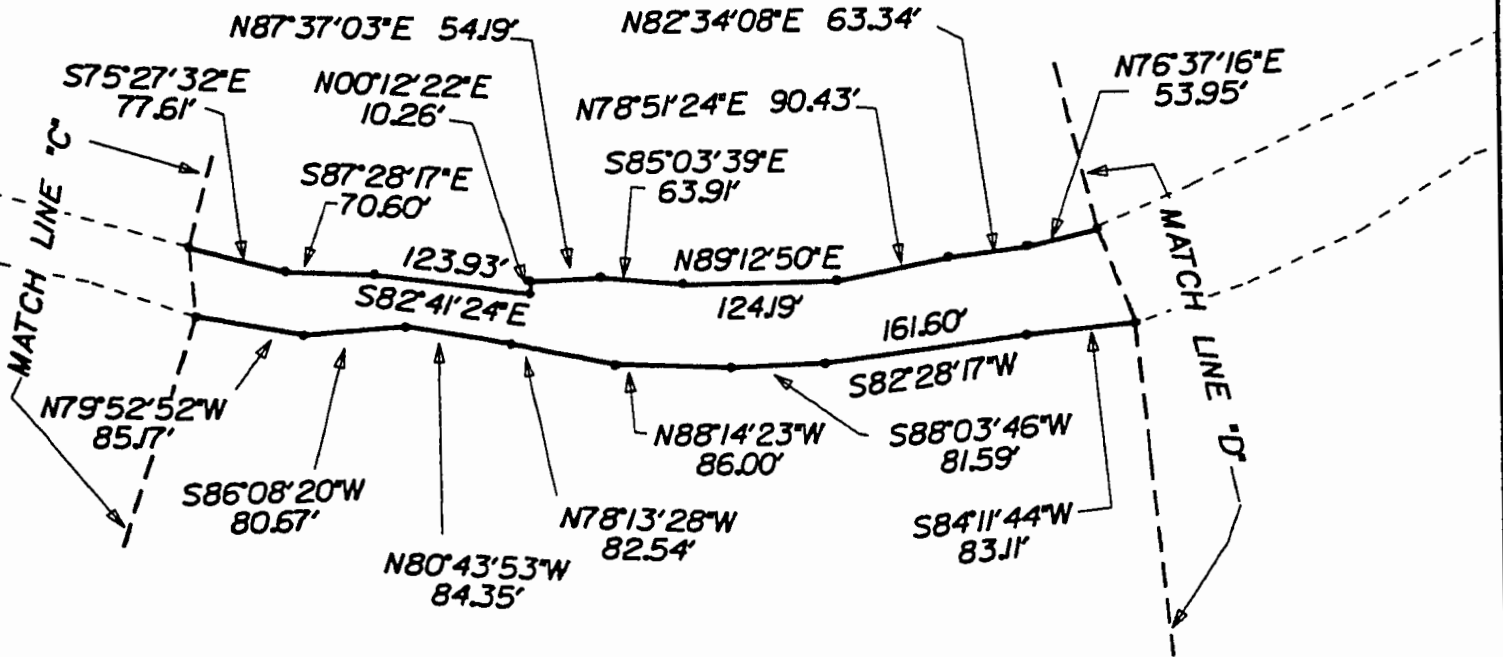 N87°37'03"E 54.19'
N82°34'08"E 63.34'
S75°27'32"E
77.61'
N00°12'22"E
10.26'
N78°51'24"E 90.43'
N76°37'16"E
53.95'
MATCH LINE "C"
S87°28'17"E
70.60'
S85°03'39"E
63.91'
123.93'
S82°41'24"E
N89°12'50"E
124.19'
161.60'
S82°28'17"W
MATCH LINE "D"
N79°52'52"W
85.17'
S86°08'20"W
80.67'
N80°43'53"W
84.35'
N78°13'28"W
82.54'
N88°14'23"W
86.00'
S88°03'46"W
81.59'
S84°11'44"W
83.11'